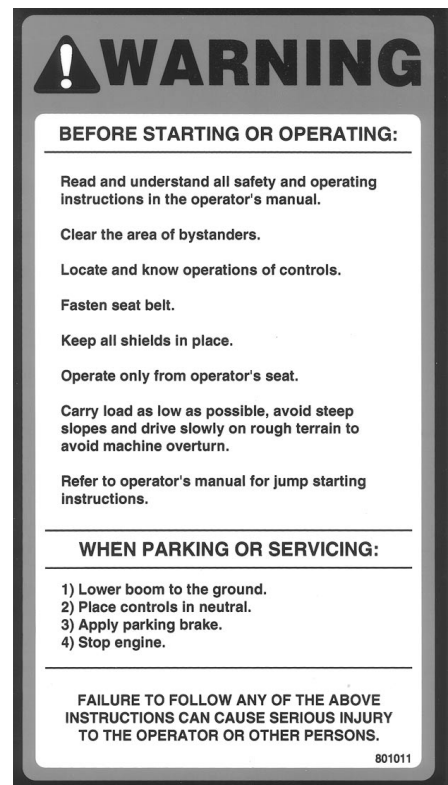 WARNING
BEFORE STARTING OR OPERATING:
Read and understand all safety and operating
instructions in the operator's manual.
Clear the area of bystanders.
Locate and know operations of controls.
Fasten seat belt.
Keep all shields in place.
Operate only from operator's seat.
Carry load as low as possible, avoid steep
slopes and drive slowly on rough terrain to
avoid machine overturn.
Refer to operator's manual for jump starting
instructions.
WHEN PARKING OR SERVICING:
1) Lower boom to the ground.
2) Place controls in neutral.
3) Apply parking brake.
4) Stop engine.
FAILURE TO FOLLOW ANY OF THE ABOVE
INSTRUCTIONS CAN CAUSE SERIOUS INJURY
TO THE OPERATOR OR OTHER PERSONS.
801011